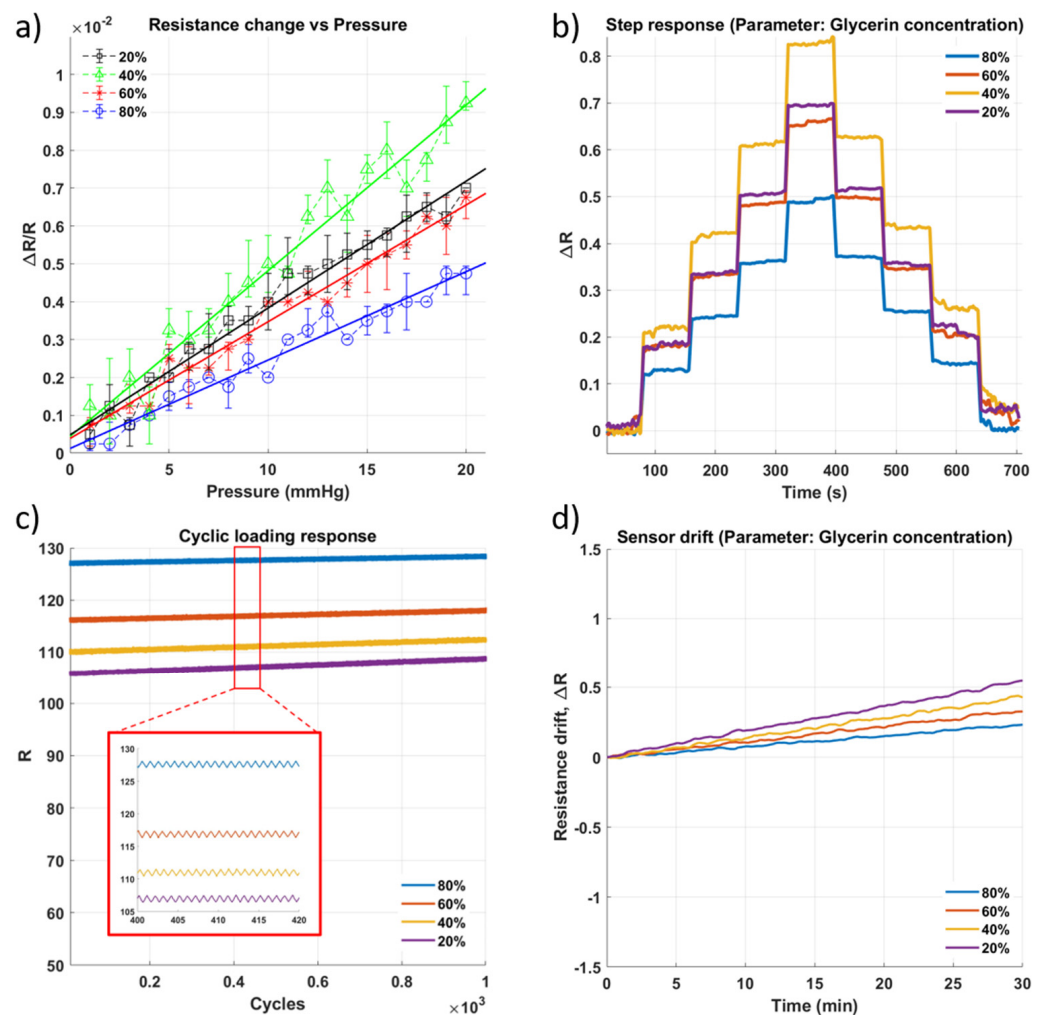 a)
Resistance change vs Pressure
×10⁻²
20%
40%
60%
80%
1
0.9
0.8
0.7
0.6
0.5
0.4
0.3
0.2
0.1
0
ΔR/R
0 5 10 15 20
Pressure (mmHg)
b)
Step response (Parameter: Glycerin concentration)
80%
60%
40%
20%
0.8
0.7
0.6
0.5
0.4
0.3
0.2
0.1
0
ΔR
100 200 300 400 500 600 700
Time (s)
c)
Cyclic loading response
130
120
110
100
90
80
70
60
50
R
130
125
120
115
110
105
400 405 410 413 415 420
80%
60%
40%
20%
0.2 0.4 0.6 0.8 1
Cycles
×10³
d)
Sensor drift (Parameter: Glycerin concentration)
1.5
1
0.5
0
-0.5
-1
-1.5
Resistance drift, ΔR
80%
60%
40%
20%
0 5 10 15 20 25 30
Time (min)